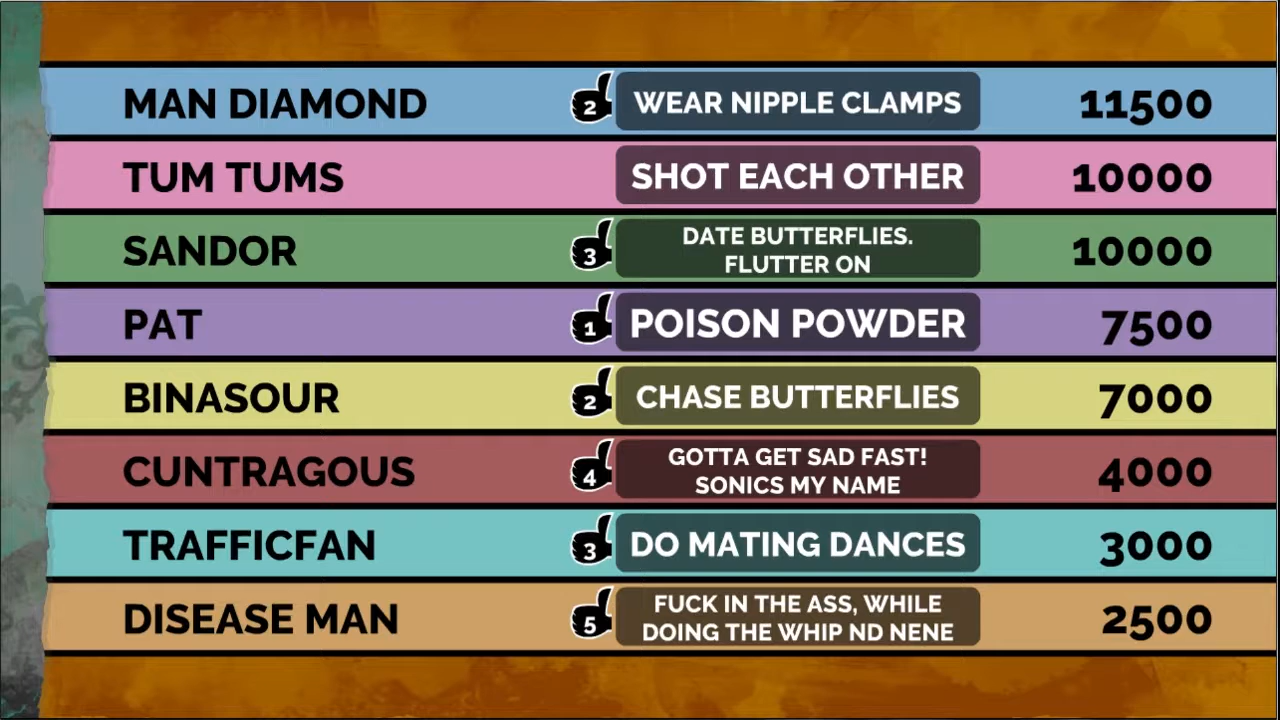 MAN DIAMOND 2 WEAR NIPPLE CLAMPS 11500
TUM TUMS SHOT EACH OTHER 10000
SANDOR 3 DATE BUTTERFLIES. FLUTTER ON 10000
PAT 1 POISON POWDER 7500
BINASOUR 2 CHASE BUTTERFLIES 7000
CUNTRAGOUS 4 GOTTA GET SAD FAST! SONICS MY NAME 4000
TRAFFICFAN 3 DO MATING DANCES 3000
DISEASE MAN 5 FUCK IN THE ASS, WHILE DOING THE WHIP ND NENE 2500